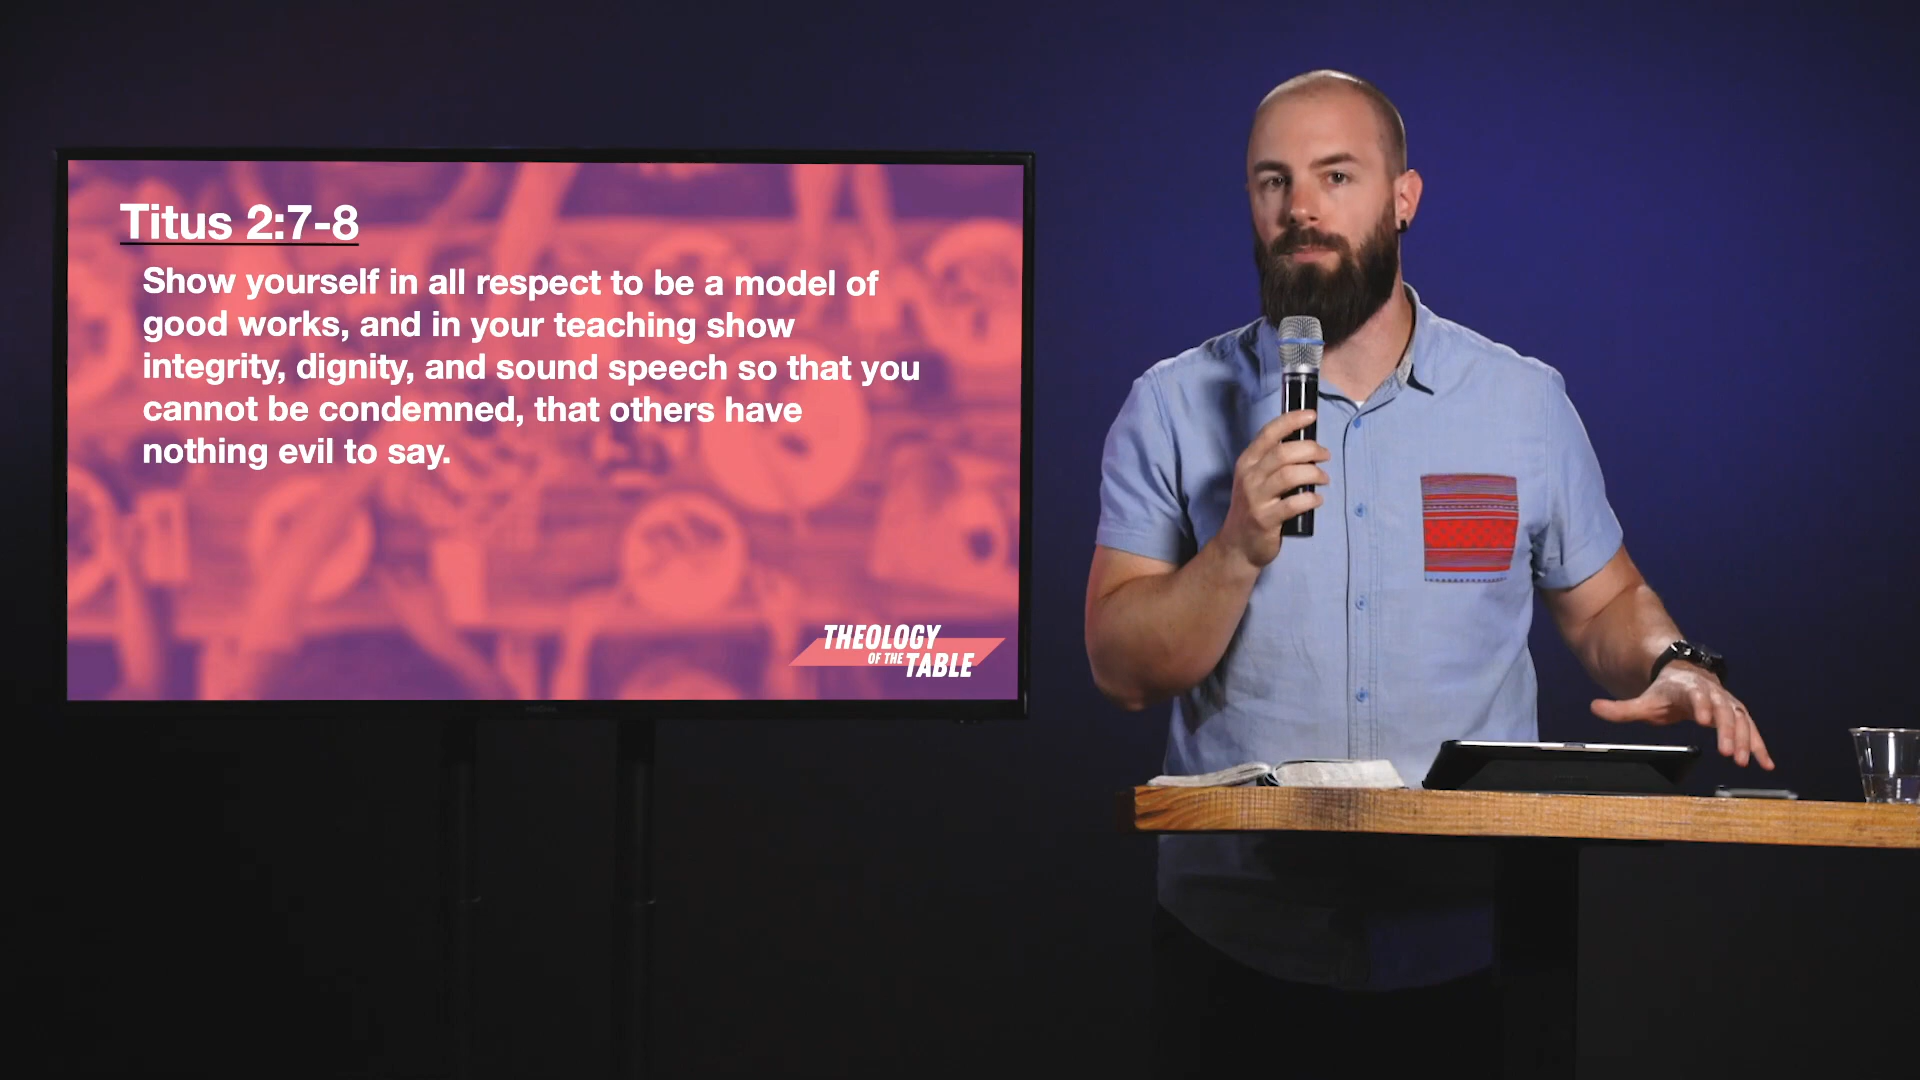 Titus 2:7-8
Show yourself in all respect to be a model of
good works, and in your teaching show
integrity, dignity, and sound speech so that you
cannot be condemned, that others have
nothing evil to say.
THEOLOGY
OF THE TABLE